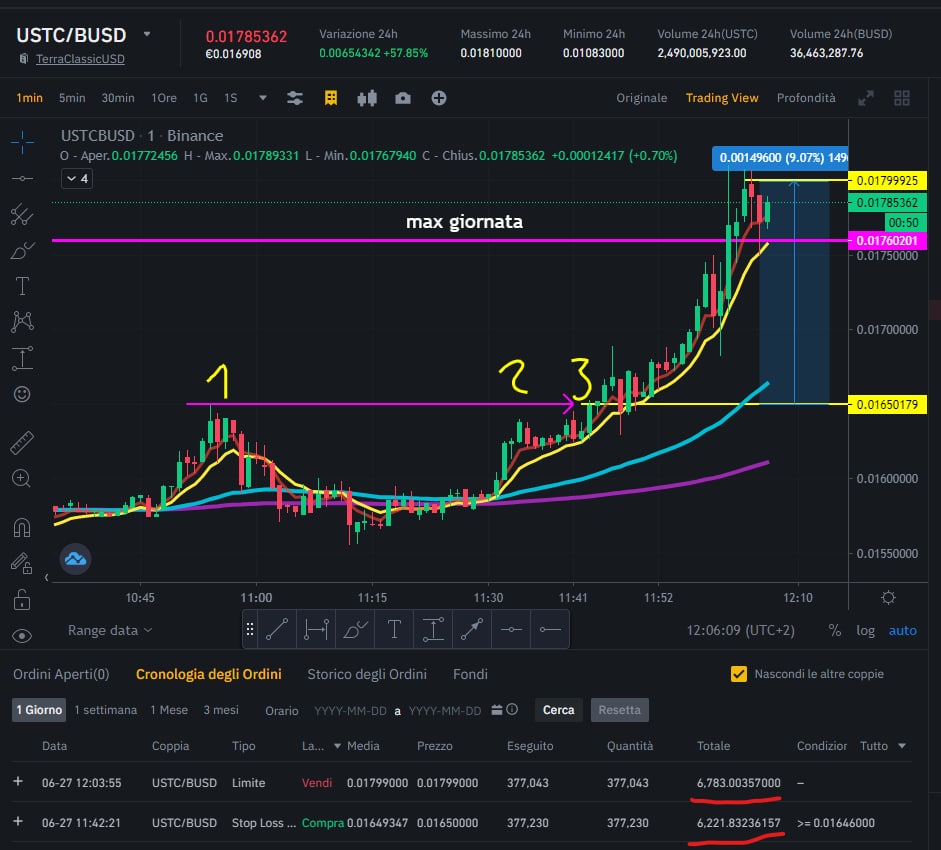 USTC/BUSD
TerraClassicUSD
0.01785362
€0.016908
Variazione 24h
0.00654342 +57.85%
Massimo 24h
0.01810000
Minimo 24h
0.01083000
Volume 24h(USTC)
2,490,005,923.00
Volume 24h(BUSD)
36,463,287.76
1min 5min 30min 1Ore 1G 1S
Originale Trading View Profondità
USTCBUSD · 1 · Binance
O - Aper.0.01772456 H - Max.0.01789331 L - Min.0.01767940 C - Chius.0.01785362 +0.00012417 (+0.70%)
4
0.00149600 (9.07%) 149
0.01799925
0.01785362
00:50
max giornata
0.01760201
0.01750000
0.01700000
1 2 3
0.01650179
0.01600000
0.01550000
10:45 11:00 11:15 11:30 11:41 11:52 12:10
Range data
12:06:09 (UTC+2) % log auto
Ordini Aperti(0) Cronologia degli Ordini Storico degli Ordini Fondi
Nascondi le altre coppie
1 Giorno 1 settimana 1 Mese 3 mesi Orario YYYY-MM-DD a YYYY-MM-DD Cerca Resetta
Data Coppia Tipo La... Media Prezzo Eseguito Quantità Totale Condizior Tutto
06-27 12:03:55 USTC/BUSD Limite Vendi 0.01799000 0.01799000 377,043 377,043 6,783.00357000 –
06-27 11:42:21 USTC/BUSD Stop Loss ... Compra 0.01649347 0.01650000 377,230 377,230 6,221.83236157 >= 0.01646000